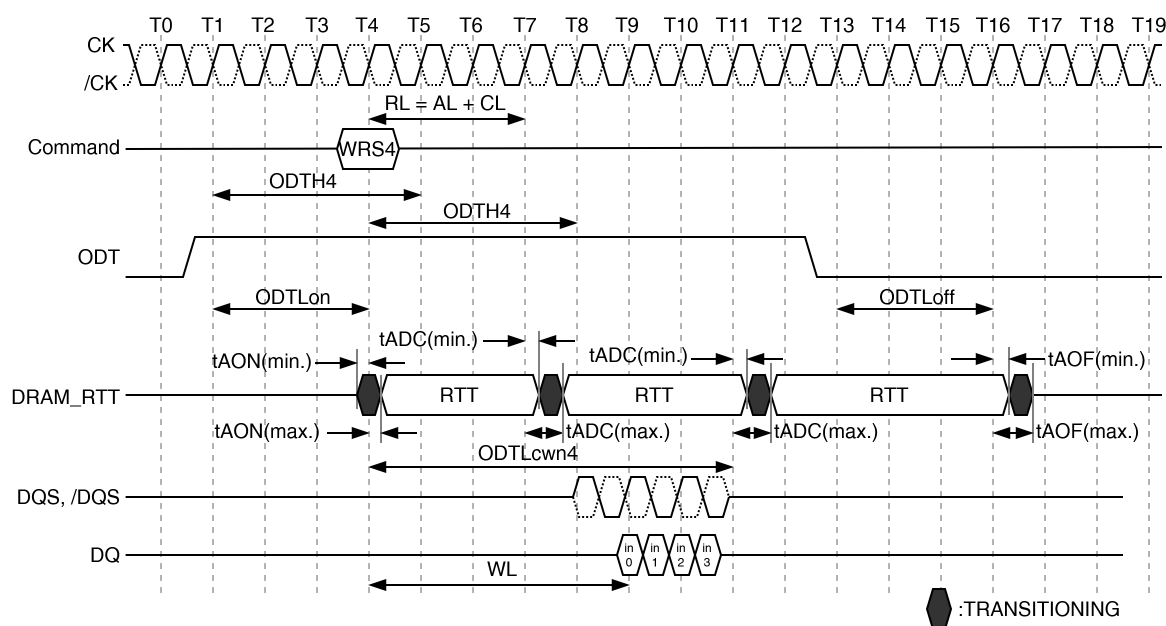 T0 T1 T2 T3 T4 T5 T6 T7 T8 T9 T10 T11 T12 T13 T14 T15 T16 T17 T18 T19
CK
/CK
RL = AL + CL
Command
WRS4
ODTH4
ODTH4
ODT
ODTLon ODTLoff
tADC(min.)
tAON(min.) tADC(min.) tAOF(min.)
DRAM_RTT RTT RTT RTT
tAON(max.) tADC(max.) tADC(max.) tAOF(max.)
ODTLcwn4
DQS, /DQS
DQ in 0 in 1 in 2 in 3
WL
:TRANSITIONING